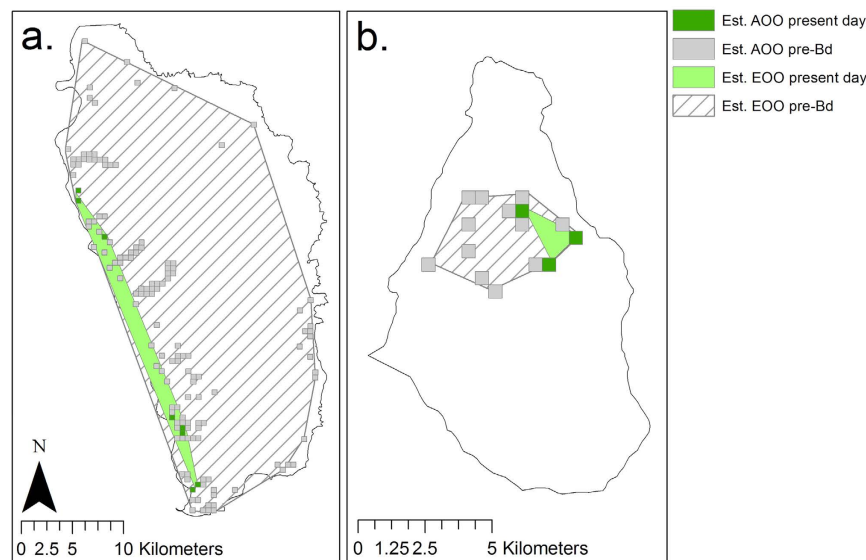 a.
b.
Est. AOO present day
Est. AOO pre-Bd
Est. EOO present day
Est. EOO pre-Bd
N
0 2.5 5 10 Kilometers
0 1.25 2.5 5 Kilometers